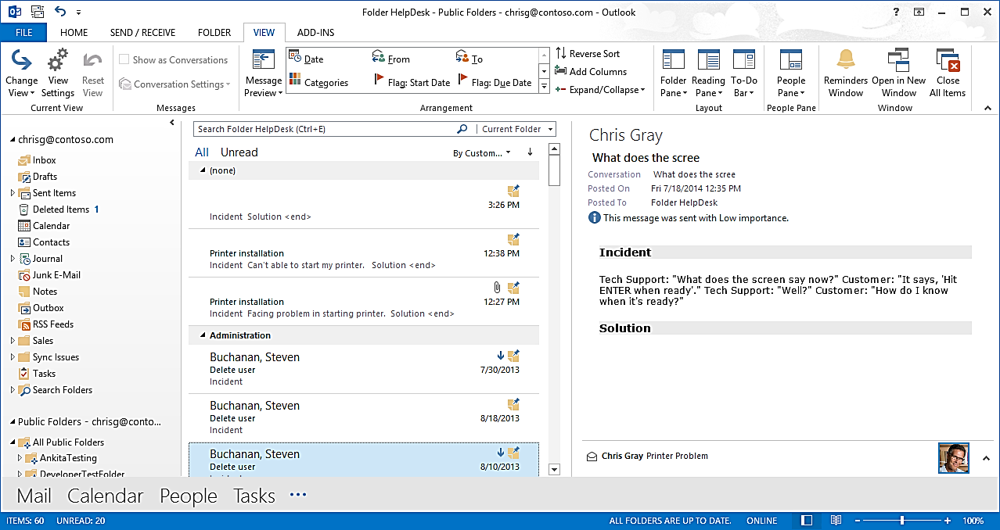 Folder HelpDesk - Public Folders - chrisg@contoso.com - Outlook
?
FILE HOME SEND / RECEIVE FOLDER VIEW ADD-INS
Change View
View Settings
Reset View
Current View
Show as Conversations
Conversation Settings
Messages
Message Preview
Date From To
Categories Flag: Start Date Flag: Due Date
Arrangement
Reverse Sort
Add Columns
Expand/Collapse
Folder Pane
Reading Pane
To-Do Bar
Layout
People Pane
People Pane
Reminders Window
Open in New Window
Close All Items
Window
chrisg@contoso.com
Inbox
Drafts
Sent Items
Deleted Items 1
Calendar
Contacts
Journal
Junk E-Mail
Notes
Outbox
RSS Feeds
Sales
Sync Issues
Tasks
Search Folders
Public Folders - chrisg@conto...
All Public Folders
AnkitaTesting
DeveloperTestFolder
Search Folder HelpDesk (Ctrl+E) Current Folder
All Unread By Custom...
(none)
3:26 PM
Incident Solution <end>
Printer installation 12:38 PM
Incident Can't able to start my printer. Solution <end>
Printer installation 12:27 PM
Incident Facing problem in starting printer. Solution <end>
Administration
Buchanan, Steven
Delete user 7/30/2013
Incident
Buchanan, Steven
Delete user 8/18/2013
Incident
Buchanan, Steven
Delete user 8/10/2013
Chris Gray
What does the scree
Conversation What does the scree
Posted On Fri 7/18/2014 12:35 PM
Posted To Folder HelpDesk
This message was sent with Low importance.
Incident
Tech Support: "What does the screen say now?" Customer: "It says, 'Hit
ENTER when ready'." Tech Support: "Well?" Customer: "How do I know
when it's ready?"
Solution
Chris Gray Printer Problem
Mail Calendar People Tasks ...
ITEMS: 60 UNREAD: 20 ALL FOLDERS ARE UP TO DATE. ONLINE 100%